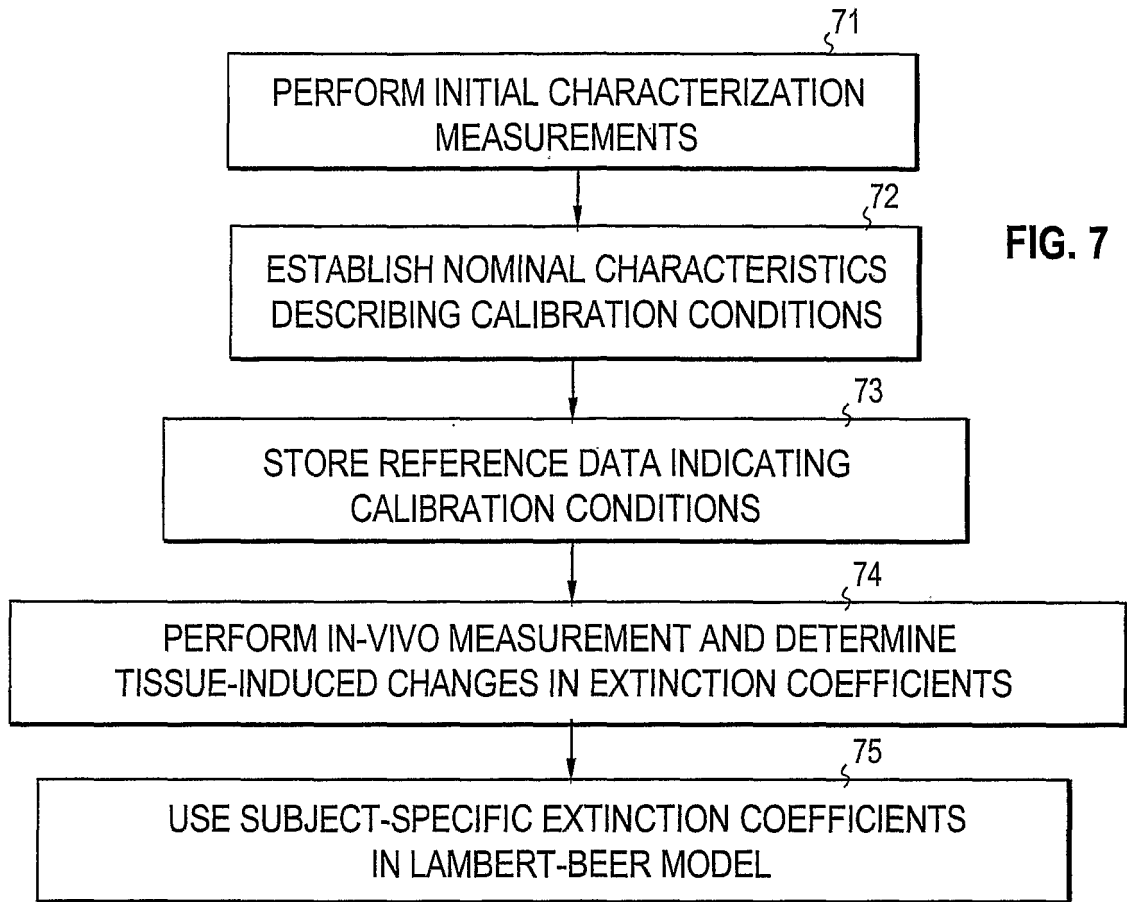 71
PERFORM INITIAL CHARACTERIZATION
MEASUREMENTS
72
ESTABLISH NOMINAL CHARACTERISTICS
DESCRIBING CALIBRATION CONDITIONS
FIG. 7
73
STORE REFERENCE DATA INDICATING
CALIBRATION CONDITIONS
74
PERFORM IN-VIVO MEASUREMENT AND DETERMINE
TISSUE-INDUCED CHANGES IN EXTINCTION COEFFICIENTS
75
USE SUBJECT-SPECIFIC EXTINCTION COEFFICIENTS
IN LAMBERT-BEER MODEL